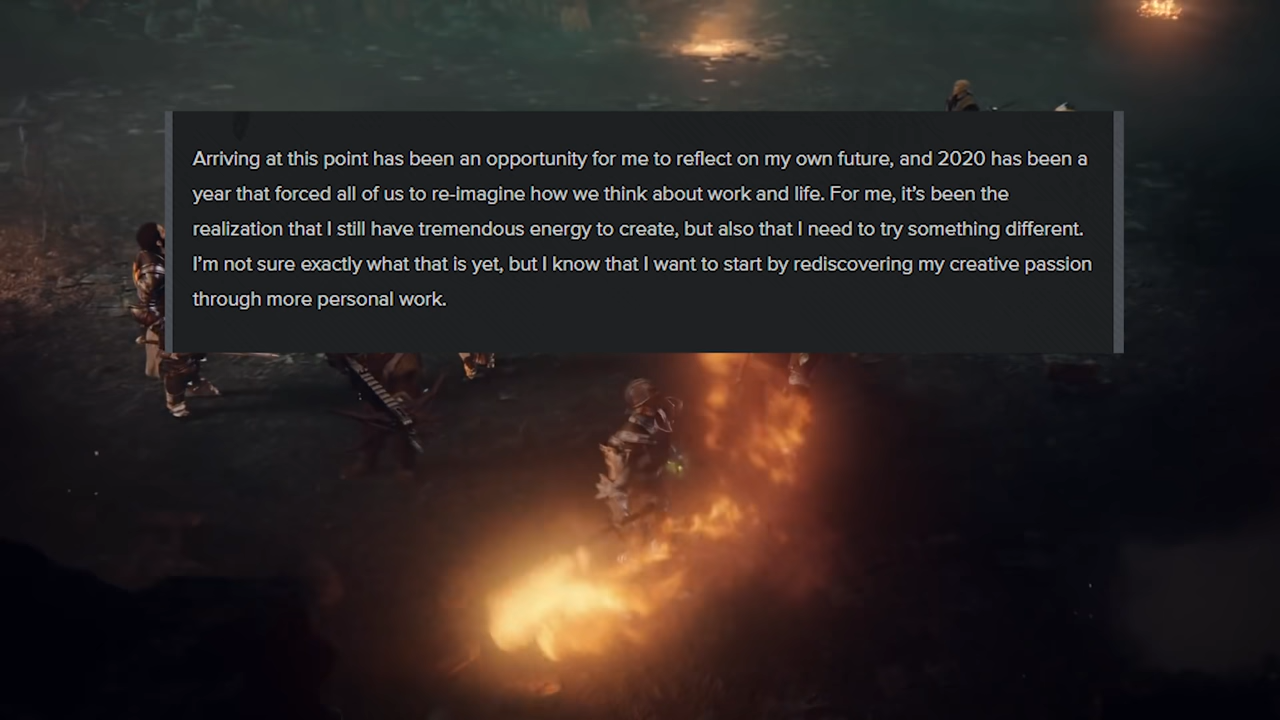 Arriving at this point has been an opportunity for me to reflect on my own future, and 2020 has been a
year that forced all of us to re-imagine how we think about work and life. For me, it’s been the
realization that I still have tremendous energy to create, but also that I need to try something different.
I’m not sure exactly what that is yet, but I know that I want to start by rediscovering my creative passion
through more personal work.